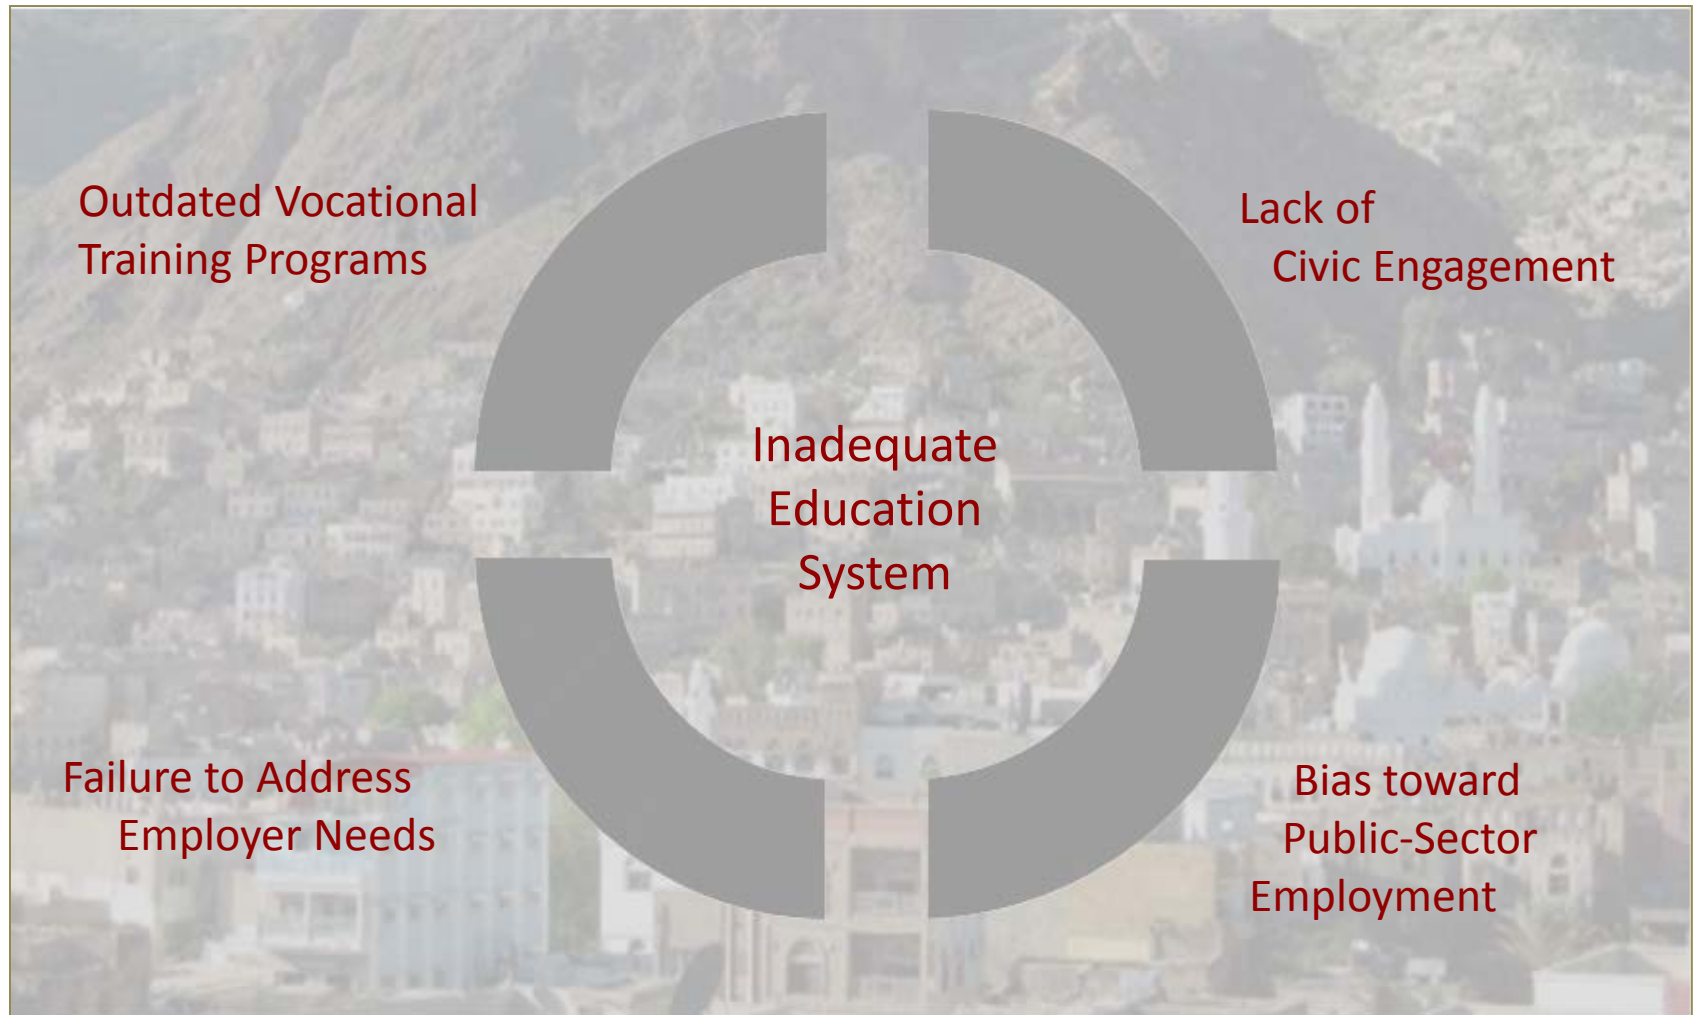 Outdated Vocational
Training Programs
Lack of
Civic Engagement
Inadequate
Education
System
Failure to Address
Employer Needs
Bias toward
Public-Sector
Employment